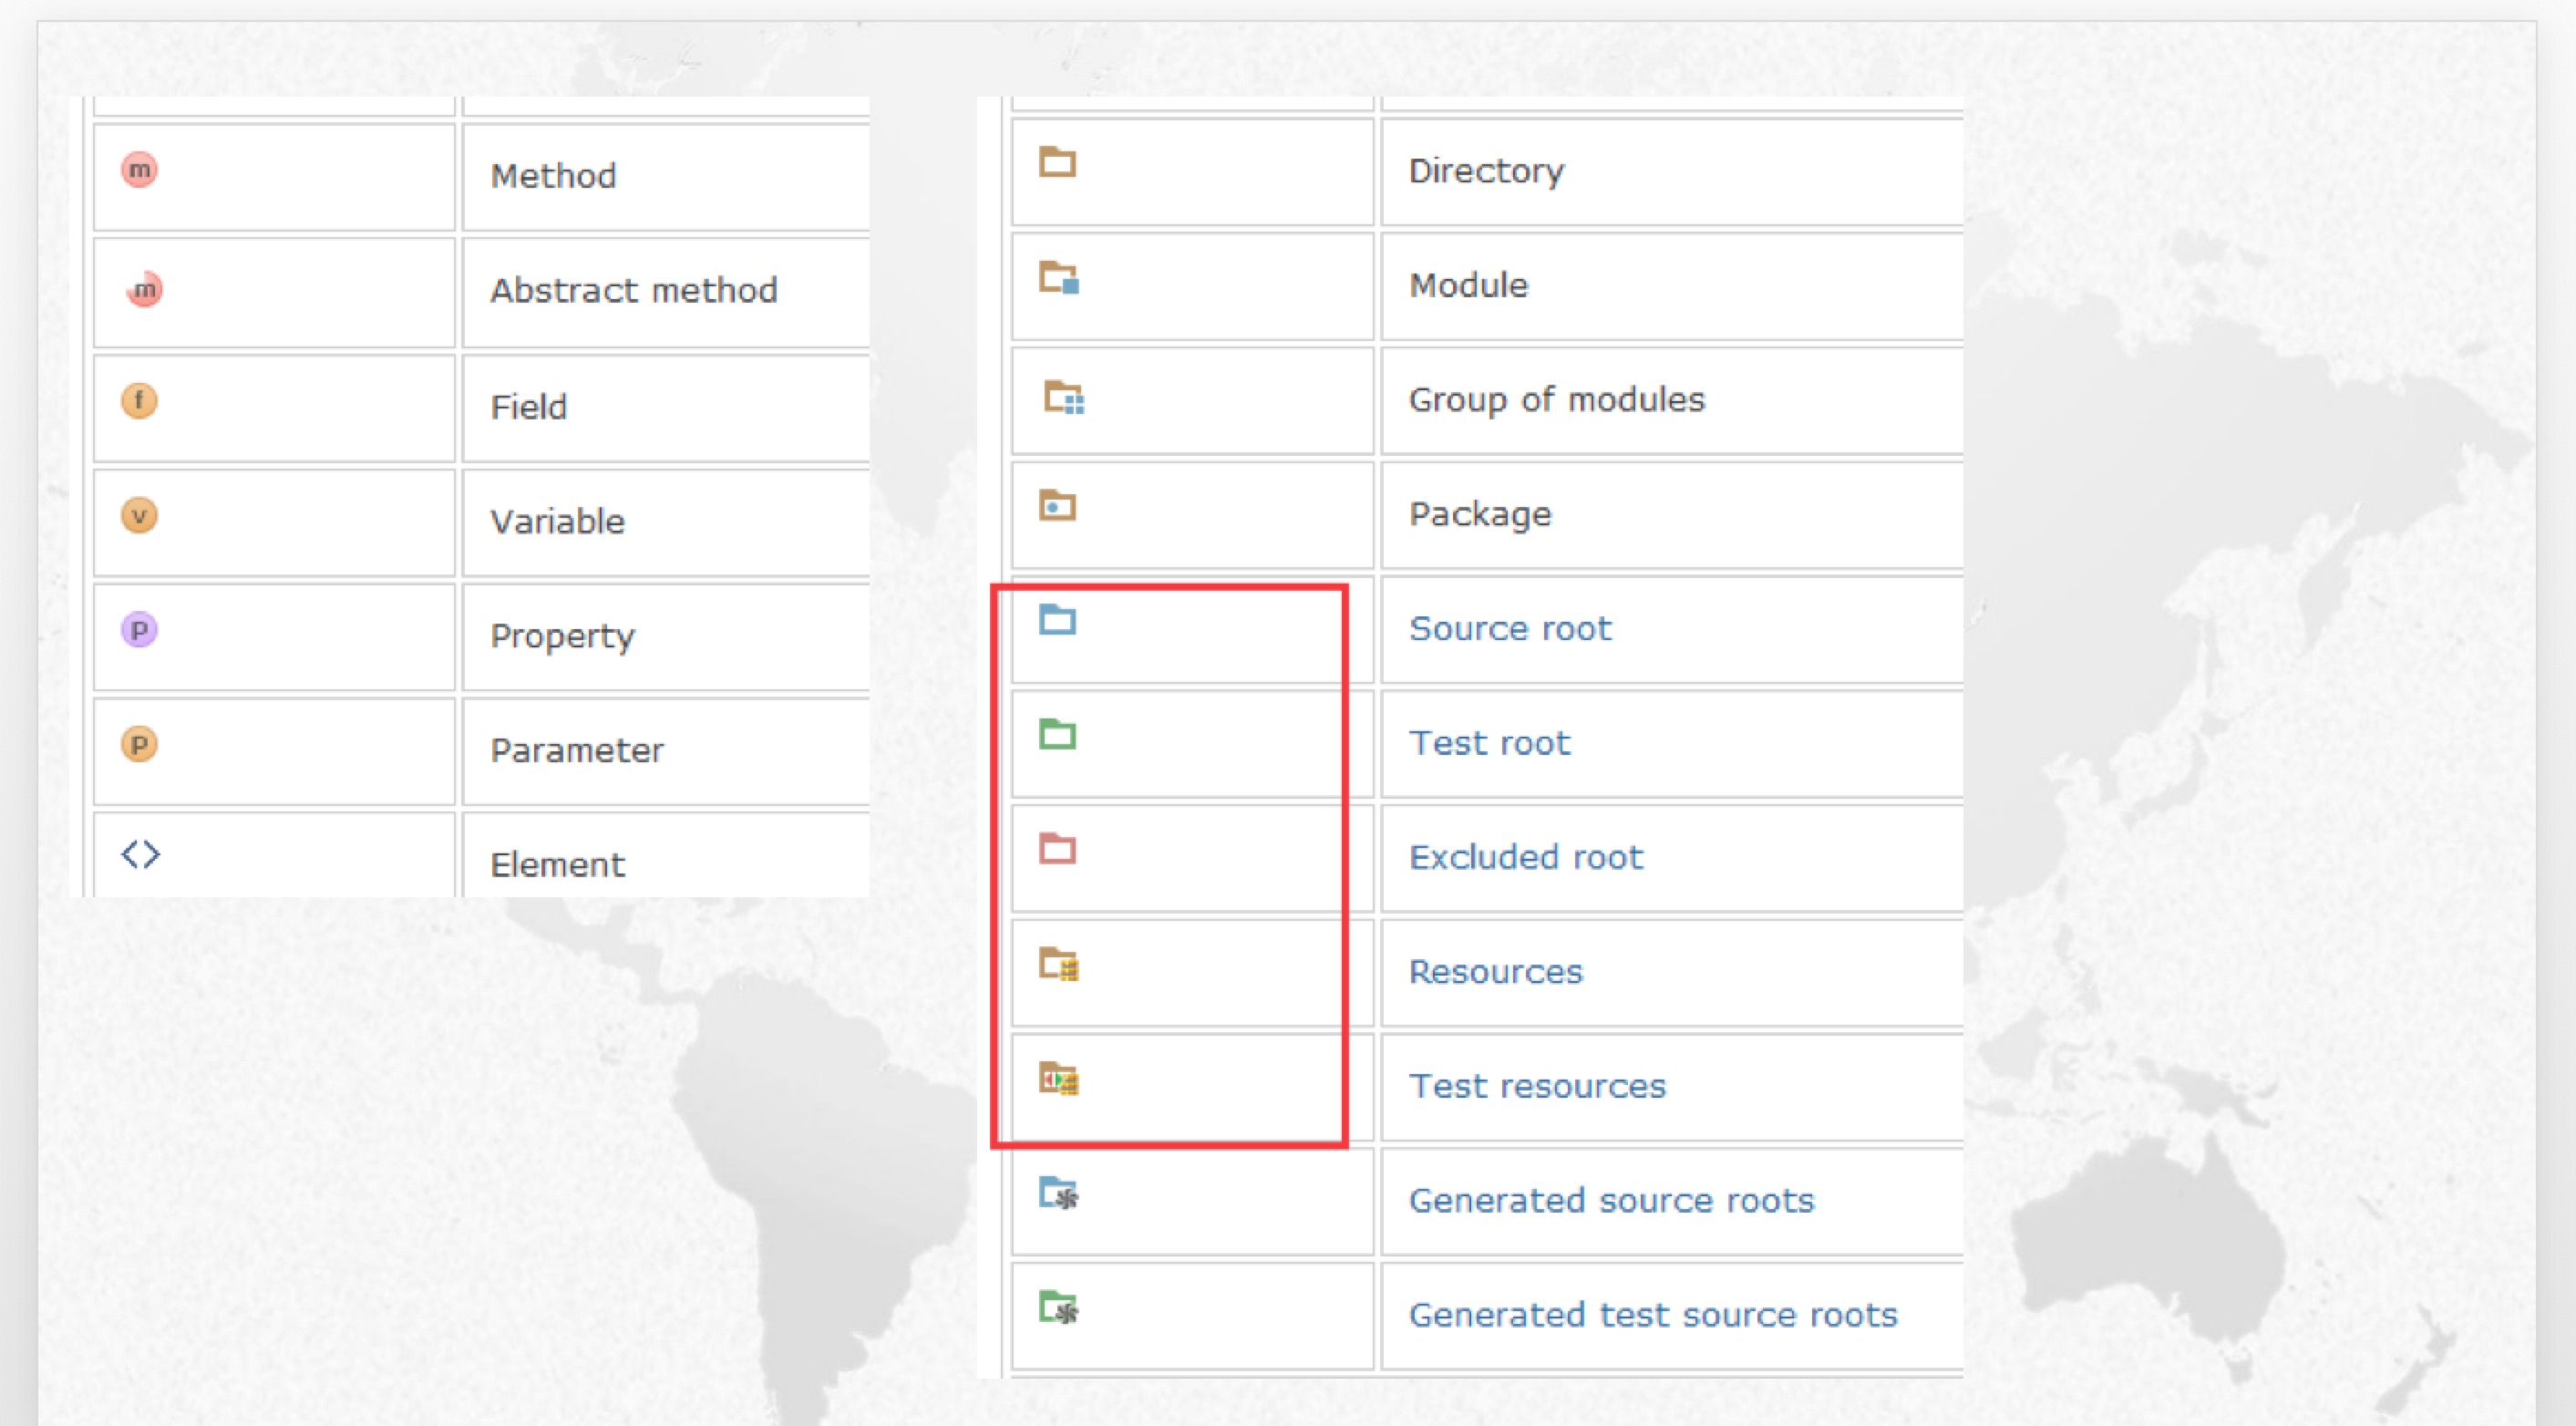 m Method
m Abstract method
f Field
v Variable
p Property
p Parameter
<> Element
Directory
Module
Group of modules
Package
Source root
Test root
Excluded root
Resources
Test resources
Generated source roots
Generated test source roots